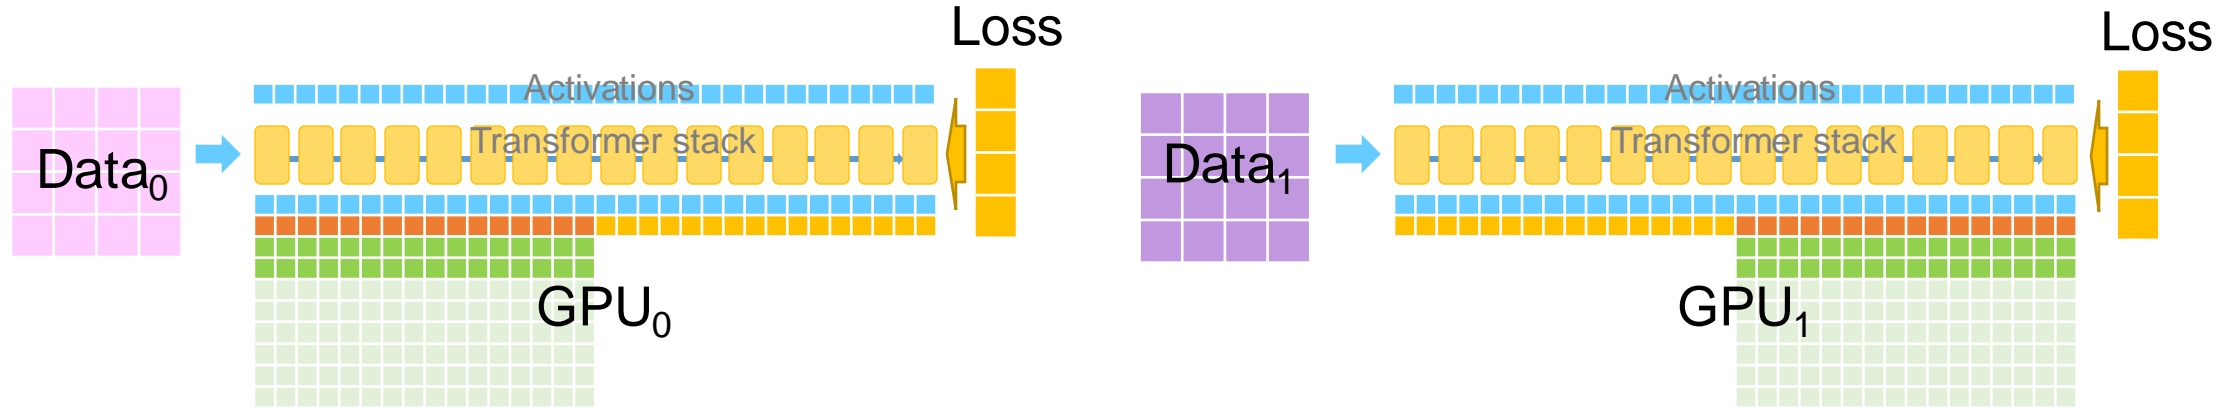 Loss
Activations
Transformer stack
Data₀
GPU₀
Loss
Activations
Transformer stack
Data₁
GPU₁